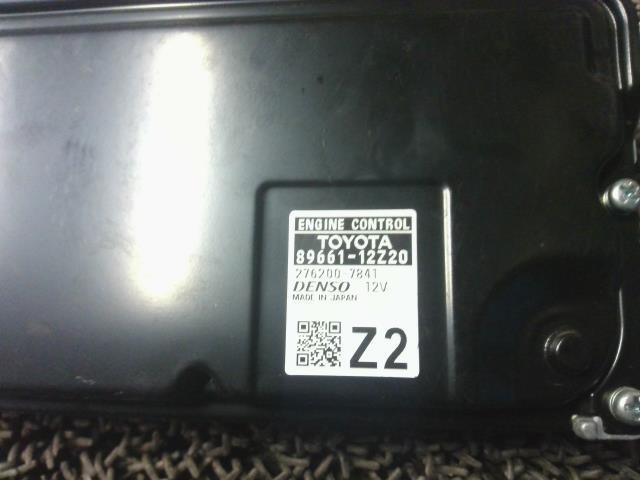 ENGINE CONTROL
TOYOTA
89661-12Z20
276200-7841
DENSO 12V
MADE IN JAPAN
Z2